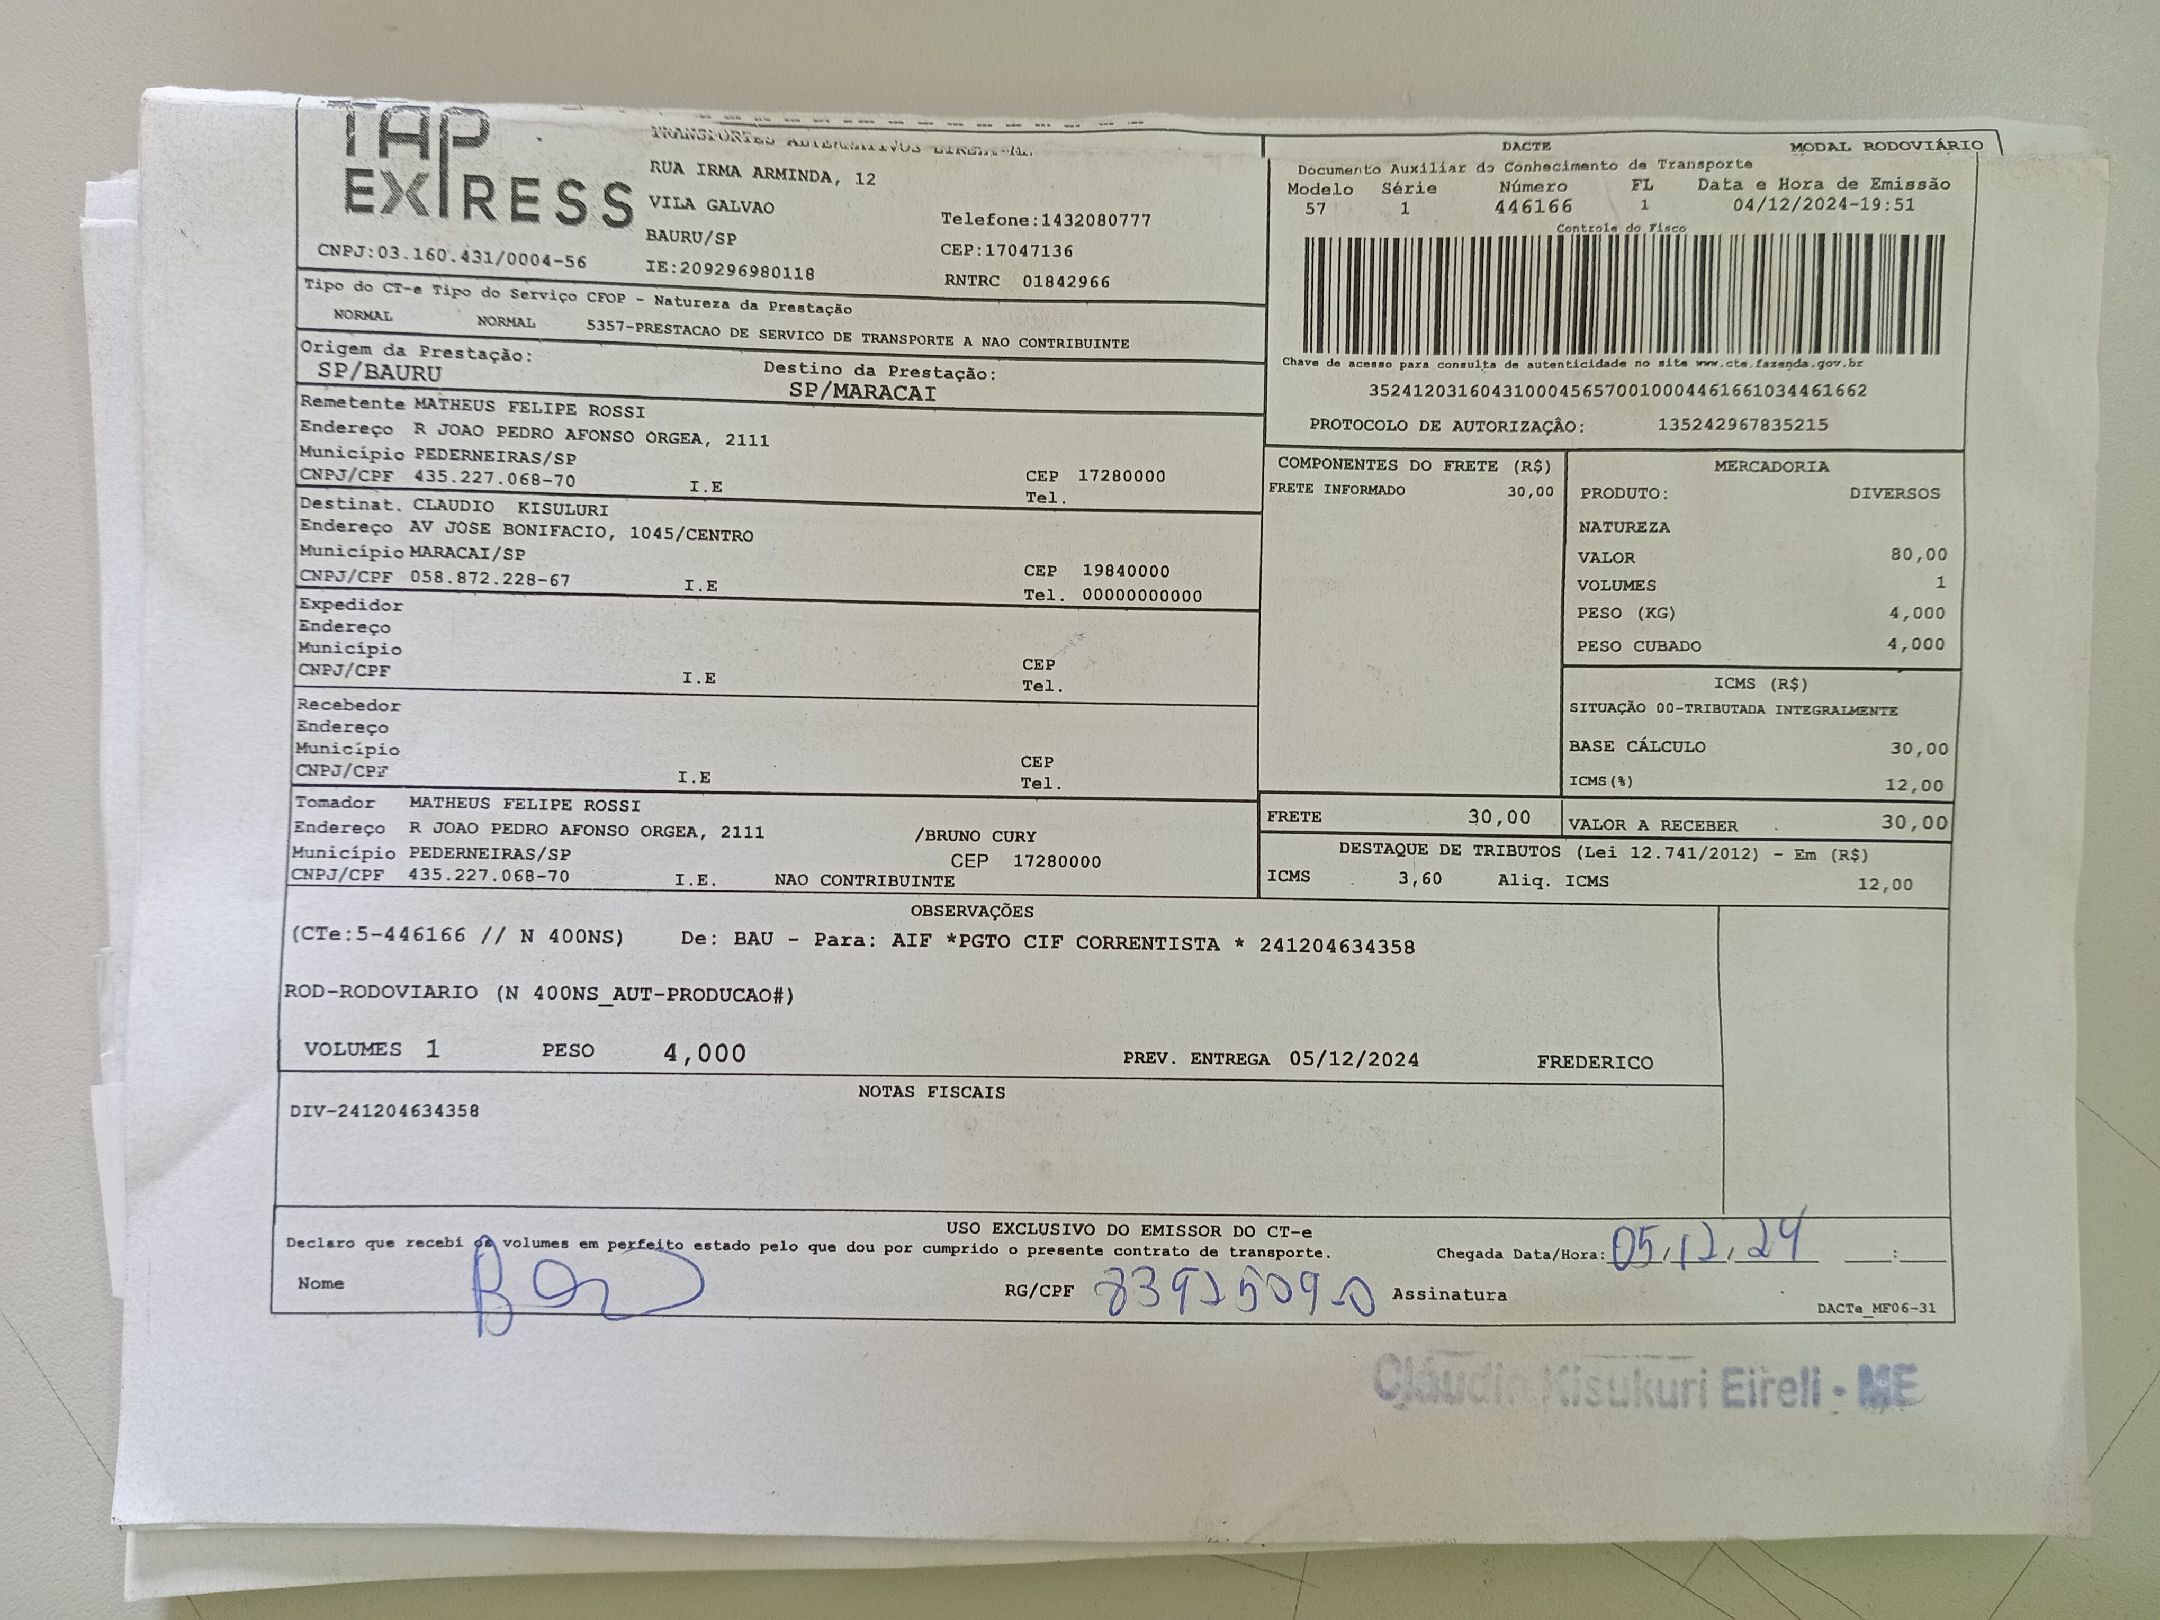 TAP
EXPRESS
TRANSPORTES ALTERNATIVOS EIRELI-
RUA IRMA ARMINDA, 12
VILA GALVAO
BAURU/SP
Telefone:1432080777
CEP:17047136
CNPJ:03.160.431/0004-56
IE:209296980118
RNTRC 01842966
DACTE MODAL RODOVIÁRIO
Documento Auxiliar do Conhecimento de Transporte
Modelo Série Número FL Data e Hora de Emissão
57 1 446166 1 04/12/2024-19:51
Controle do Fisco
Chave de acesso para consulta de autenticidade no site www.cte.fazenda.gov.br
35241203160431000456570010004461661034461662
PROTOCOLO DE AUTORIZAÇÂO: 135242967835215
Tipo do CT-e Tipo do Serviço CFOP - Natureza da Prestação
NORMAL NORMAL 5357-PRESTACAO DE SERVICO DE TRANSPORTE A NAO CONTRIBUINTE
Origem da Prestação: Destino da Prestação:
SP/BAURU SP/MARACAI
Remetente MATHEUS FELIPE ROSSI
Endereço R JOAO PEDRO AFONSO ORGEA, 2111
Município PEDERNEIRAS/SP CEP 17280000
CNPJ/CPF 435.227.068-70 I.E Tel.
Destinat. CLAUDIO KISULURI
Endereço AV JOSE BONIFACIO, 1045/CENTRO
Município MARACAI/SP CEP 19840000
CNPJ/CPF 058.872.228-67 I.E Tel. 00000000000
Expedidor
Endereço
Município CEP
CNPJ/CPF I.E Tel.
Recebedor
Endereço
Município CEP
CNPJ/CPF I.E Tel.
Tomador MATHEUS FELIPE ROSSI
Endereço R JOAO PEDRO AFONSO ORGEA, 2111 /BRUNO CURY
Município PEDERNEIRAS/SP CEP 17280000
CNPJ/CPF 435.227.068-70 I.E. NAO CONTRIBUINTE
COMPONENTES DO FRETE (R$)
FRETE INFORMADO 30,00
MERCADORIA
PRODUTO: DIVERSOS
NATUREZA
VALOR 80,00
VOLUMES 1
PESO (KG) 4,000
PESO CUBADO 4,000
ICMS (R$)
SITUAÇÃO 00-TRIBUTADA INTEGRALMENTE
BASE CÁLCULO 30,00
ICMS(%) 12,00
FRETE 30,00 VALOR A RECEBER 30,00
DESTAQUE DE TRIBUTOS (Lei 12.741/2012) - Em (R$)
ICMS 3,60 Aliq. ICMS 12,00
OBSERVAÇÕES
(CTe:5-446166 // N 400NS) De: BAU - Para: AIF *PGTO CIF CORRENTISTA * 241204634358
ROD-RODOVIARIO (N 400NS_AUT-PRODUCAO#)
VOLUMES 1 PESO 4,000 PREV. ENTREGA 05/12/2024 FREDERICO
NOTAS FISCAIS
DIV-241204634358
USO EXCLUSIVO DO EMISSOR DO CT-e
Declaro que recebi os volumes em perfeito estado pelo que dou por cumprido o presente contrato de transporte. Chegada Data/Hora: 05.12.24 :
Nome RG/CPF Assinatura
DACTe_MF06-31
Cláudio Kisukuri Eireli - ME